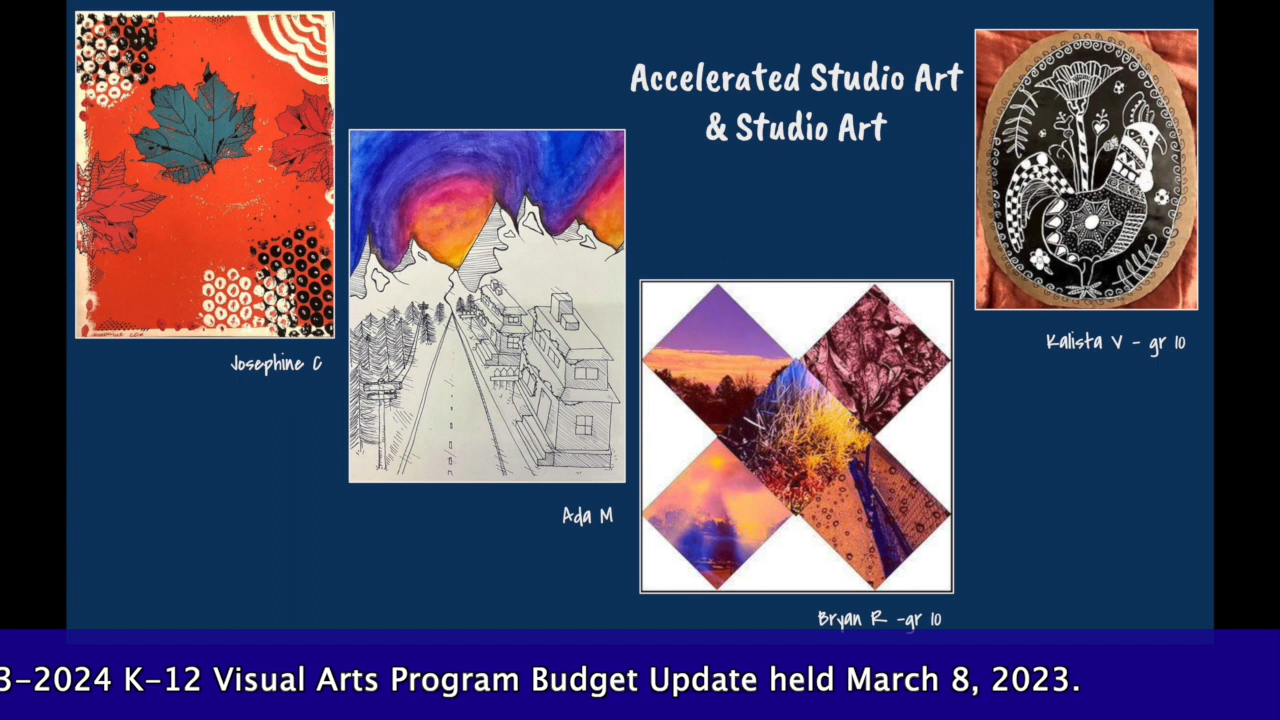 Accelerated Studio Art
& Studio Art
Josephine C
Kalista V - gr 10
Ada M
Bryan R -gr 10
3-2024 K-12 Visual Arts Program Budget Update held March 8, 2023.